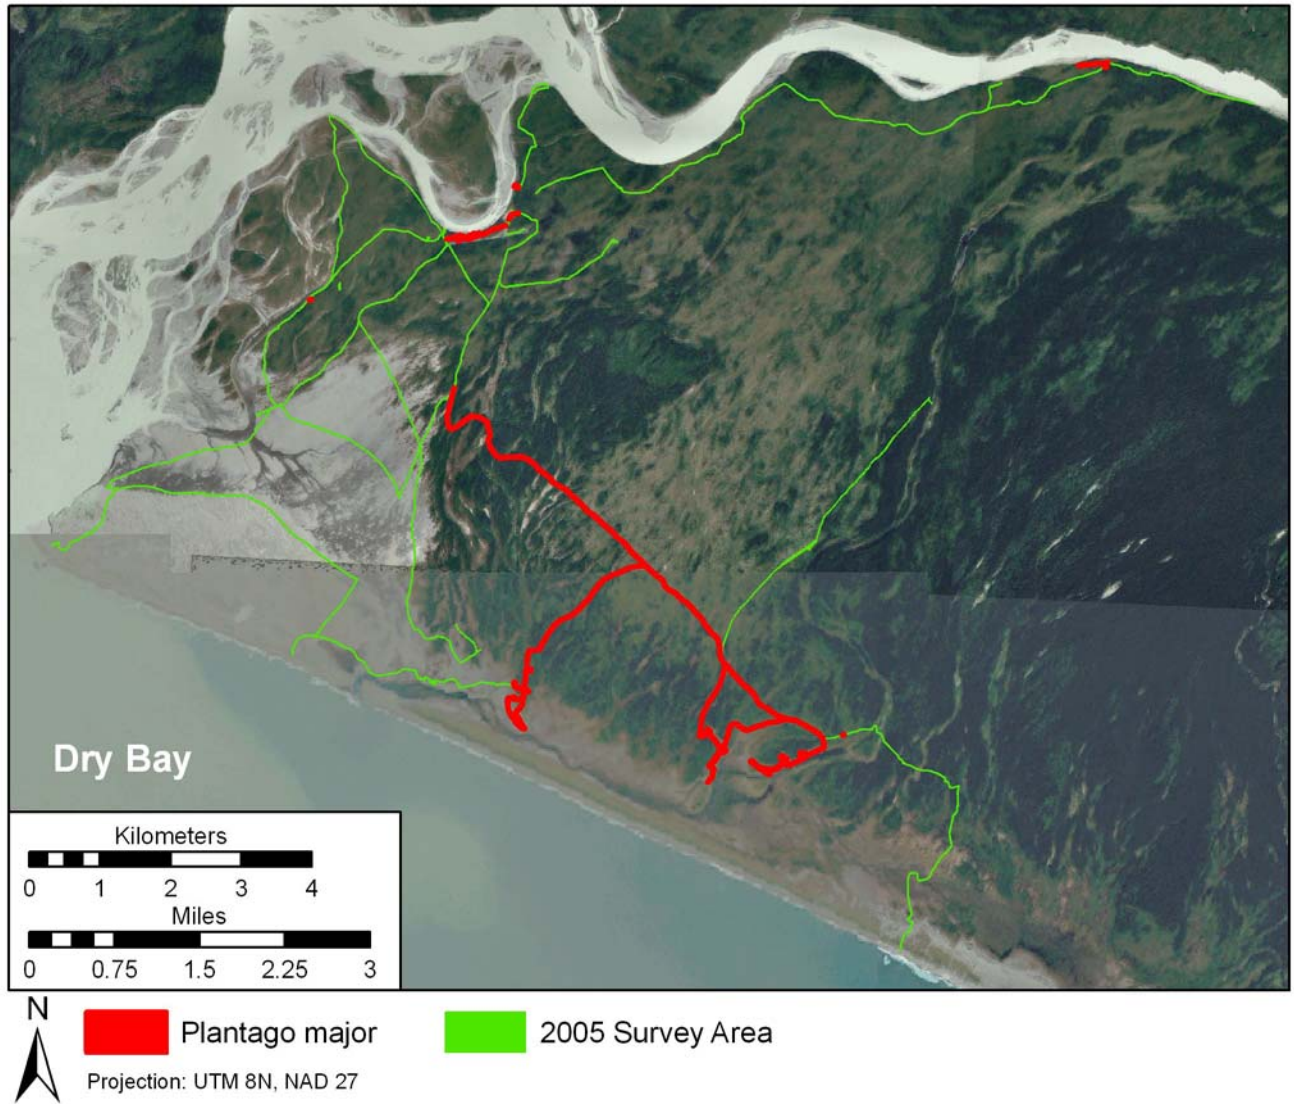 Dry Bay
Kilometers
0 1 2 3 4
Miles
0 0.75 1.5 2.25 3
N
Plantago major
2005 Survey Area
Projection: UTM 8N, NAD 27